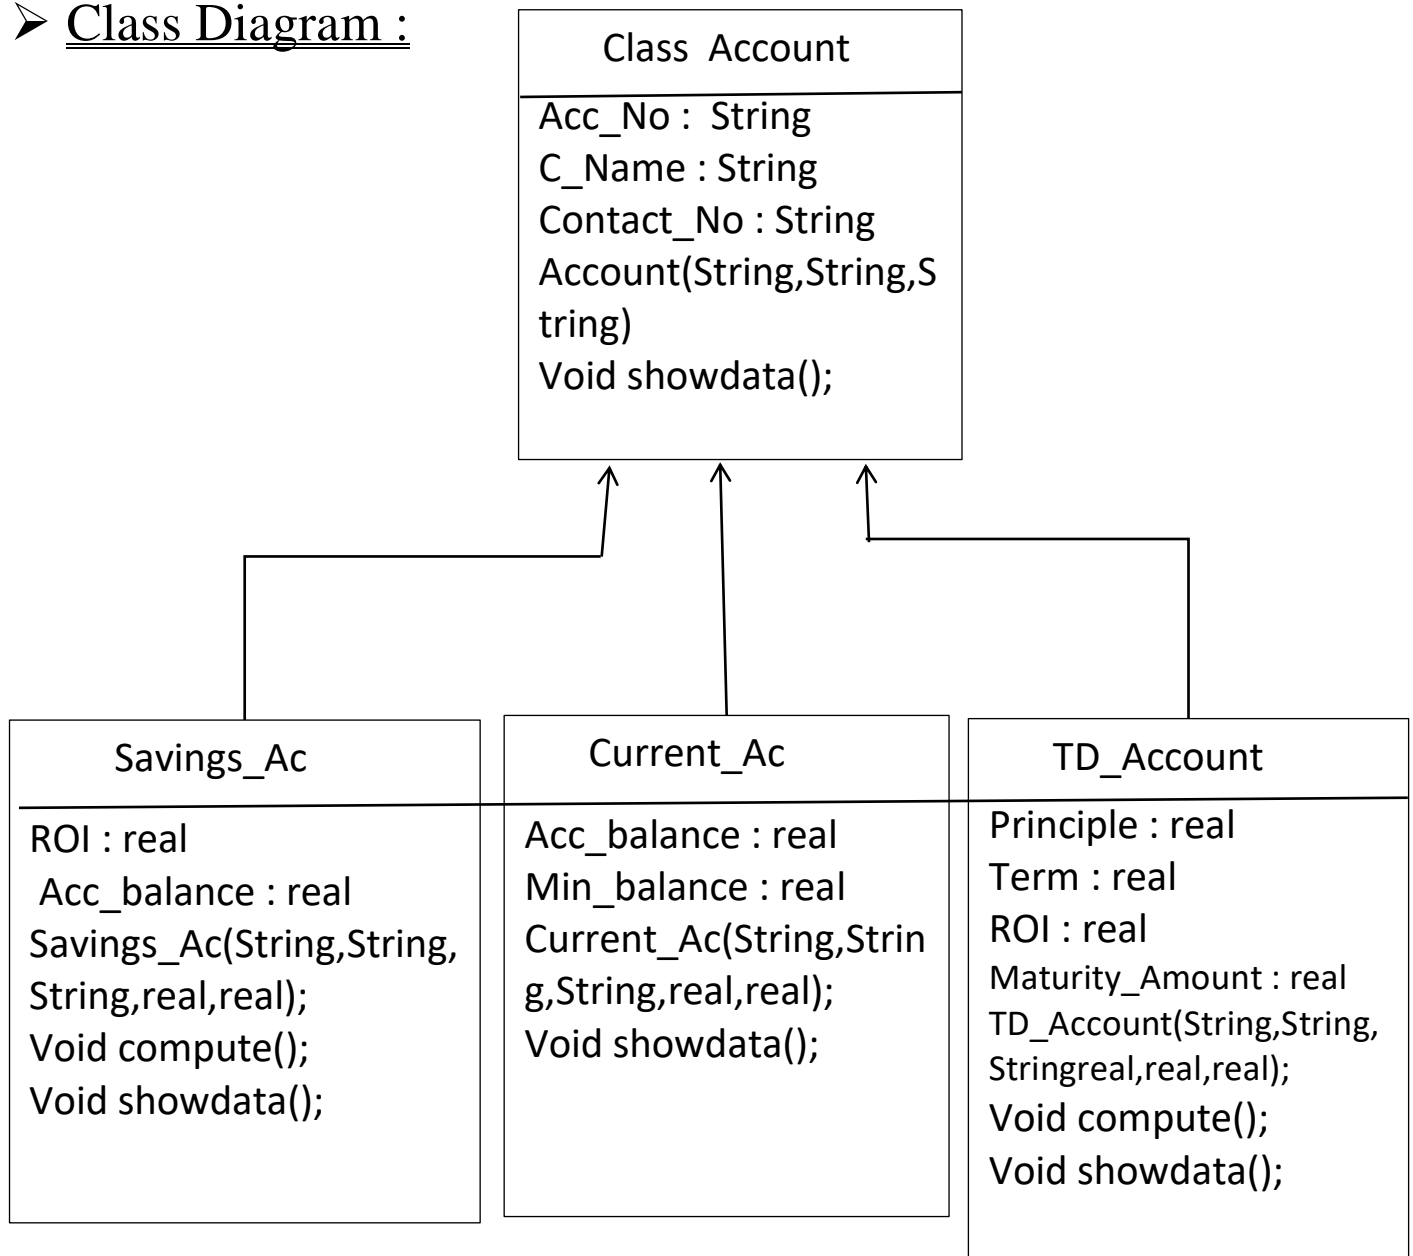 ➢ Class Diagram :
Class Account
Acc_No : String
C_Name : String
Contact_No : String
Account(String,String,S
tring)
Void showdata();
Savings_Ac
ROI : real
Acc_balance : real
Savings_Ac(String,String,
String,real,real);
Void compute();
Void showdata();
Current_Ac
Acc_balance : real
Min_balance : real
Current_Ac(String,Strin
g,String,real,real);
Void showdata();
TD_Account
Principle : real
Term : real
ROI : real
Maturity_Amount : real
TD_Account(String,String,
Stringreal,real,real);
Void compute();
Void showdata();